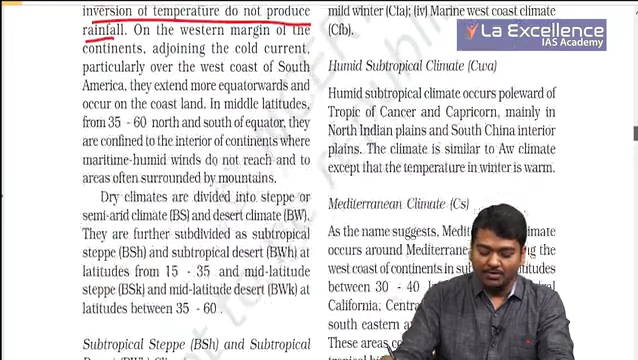 inversion of temperature do not produce
rainfall. On the western margin of the
continents, adjoining the cold current,
particularly over the west coast of South
America, they extend more equatorwards and
occur on the coast land. In middle latitudes,
from 35 - 60 north and south of equator, they
are confined to the interior of continents where
maritime-humid winds do not reach and to
areas often surrounded by mountains.
Dry climates are divided into steppe or
semi-arid climate (BS) and desert climate (BW).
They are further subdivided as subtropical
steppe (BSh) and subtropical desert (BWh) at
latitudes from 15 - 35 and mid-latitude
steppe (BSk) and mid-latitude desert (BWk) at
latitudes between 35 - 60 .
Subtropical Steppe (BSh) and Subtropical
mild winter (Cfa); (iv) Marine west coast climate
(Cfb).
La Excellence
IAS Academy
Humid Subtropical Climate (Cwa)
Humid subtropical climate occurs poleward of
Tropic of Cancer and Capricorn, mainly in
North Indian plains and South China interior
plains. The climate is similar to Aw climate
except that the temperature in winter is warm.
Mediterranean Climate (Cs)
As the name suggests, climate
occurs around Mediterranean the
west coast of continents in
between 30 - 40
California,
south eastern and
These areas